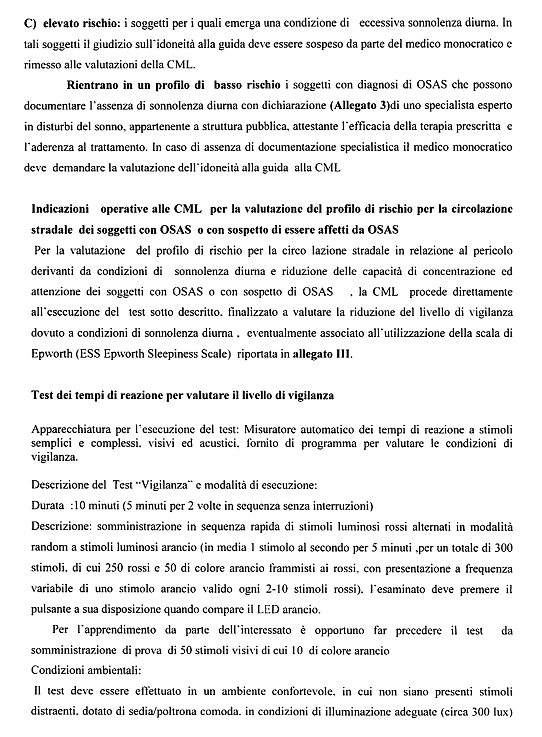 C) elevato rischio: i soggetti per i quali emerga una condizione di eccessiva sonnolenza diurna. In
tali soggetti il giudizio sull'idoneità alla guida deve essere sospeso da parte del medico monocratico e
rimesso alle valutazioni della CML.
Rientrano in un profilo di basso rischio i soggetti con diagnosi di OSAS che possono
documentare l'assenza di sonnolenza diurna con dichiarazione (Allegato 3)di uno specialista esperto
in disturbi del sonno, appartenente a struttura pubblica, attestante l'efficacia della terapia prescritta e
l'aderenza al trattamento. In caso di assenza di documentazione specialistica il medico monocratico
deve demandare la valutazione dell'idoneità alla guida alla CML
Indicazioni operative alle CML per la valutazione del profilo di rischio per la circolazione
stradale dei soggetti con OSAS o con sospetto di essere affetti da OSAS
Per la valutazione del profilo di rischio per la circo lazione stradale in relazione al pericolo
derivanti da condizioni di sonnolenza diurna e riduzione delle capacità di concentrazione ed
attenzione dei soggetti con OSAS o con sospetto di OSAS , la CML procede direttamente
all'esecuzione del test sotto descritto, finalizzato a valutare la riduzione del livello di vigilanza
dovuto a condizioni di sonnolenza diurna , eventualmente associato all'utilizzazione della scala di
Epworth (ESS Epworth Sleepiness Scale) riportata in allegato III.
Test dei tempi di reazione per valutare il livello di vigilanza
Apparecchiatura per l'esecuzione del test: Misuratore automatico dei tempi di reazione a stimoli
semplici e complessi, visivi ed acustici, fornito di programma per valutare le condizioni di
vigilanza.
Descrizione del Test "Vigilanza" e modalità di esecuzione:
Durata :10 minuti (5 minuti per 2 volte in sequenza senza interruzioni)
Descrizione: somministrazione in sequenza rapida di stimoli luminosi rossi alternati in modalità
random a stimoli luminosi arancio (in media 1 stimolo al secondo per 5 minuti ,per un totale di 300
stimoli, di cui 250 rossi e 50 di colore arancio frammisti ai rossi, con presentazione a frequenza
variabile di uno stimolo arancio valido ogni 2-10 stimoli rossi), l'esaminato deve premere il
pulsante a sua disposizione quando compare il LED arancio.
Per l'apprendimento da parte dell'interessato è opportuno far precedere il test da
somministrazione di prova di 50 stimoli visivi di cui 10 di colore arancio
Condizioni ambientali:
Il test deve essere effettuato in un ambiente confortevole, in cui non siano presenti stimoli
distraenti, dotato di sedia/poltrona comoda, in condizioni di illuminazione adeguate (circa 300 lux)